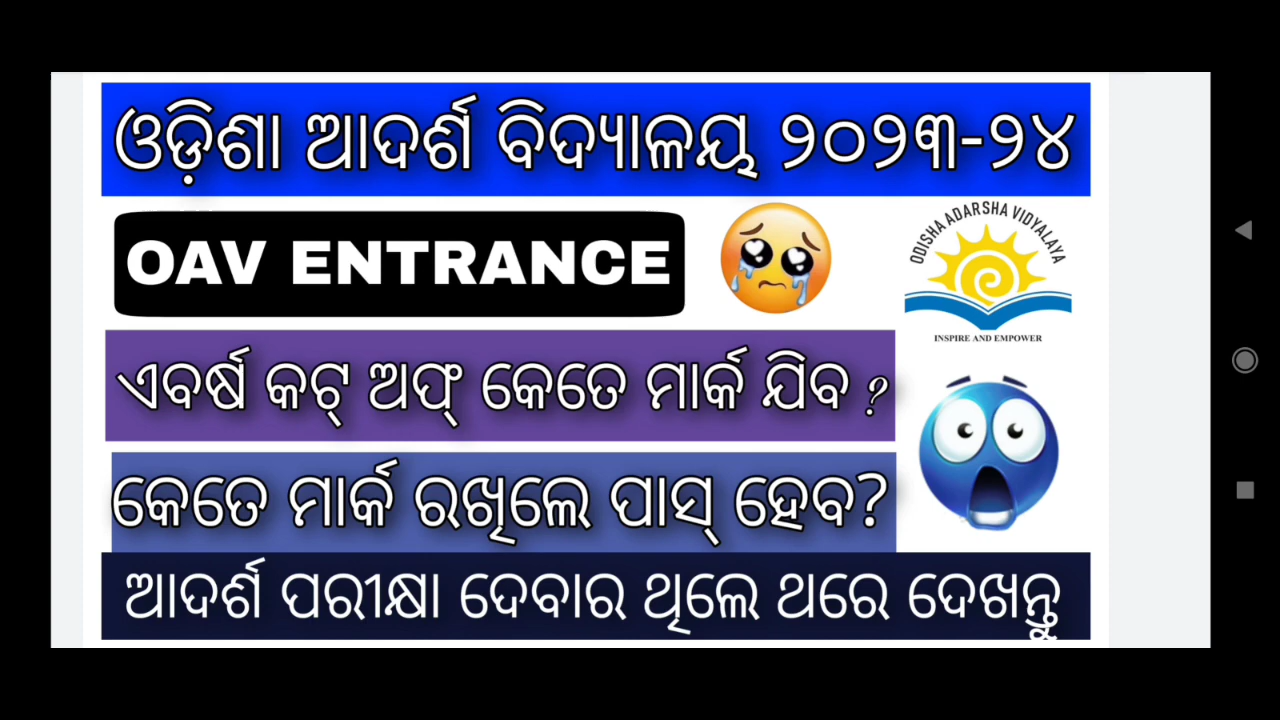 ଓଡ଼ିଶା ଆଦର୍ଶ ବିଦ୍ୟାଳୟ ୨୦୨୩-୨୪
OAV ENTRANCE
ODISHA ADARSHA VIDYALAYA
INSPIRE AND EMPOWER
ଏବର୍ଷ କଟ୍ ଅଫ୍ କେତେ ମାର୍କ ଯିବ ?
କେତେ ମାର୍କ ରଖିଲେ ପାସ୍ ହେବ?
ଆଦର୍ଶ ପରୀକ୍ଷା ଦେବାର ଥିଲେ ଥରେ ଦେଖନ୍ତୁ